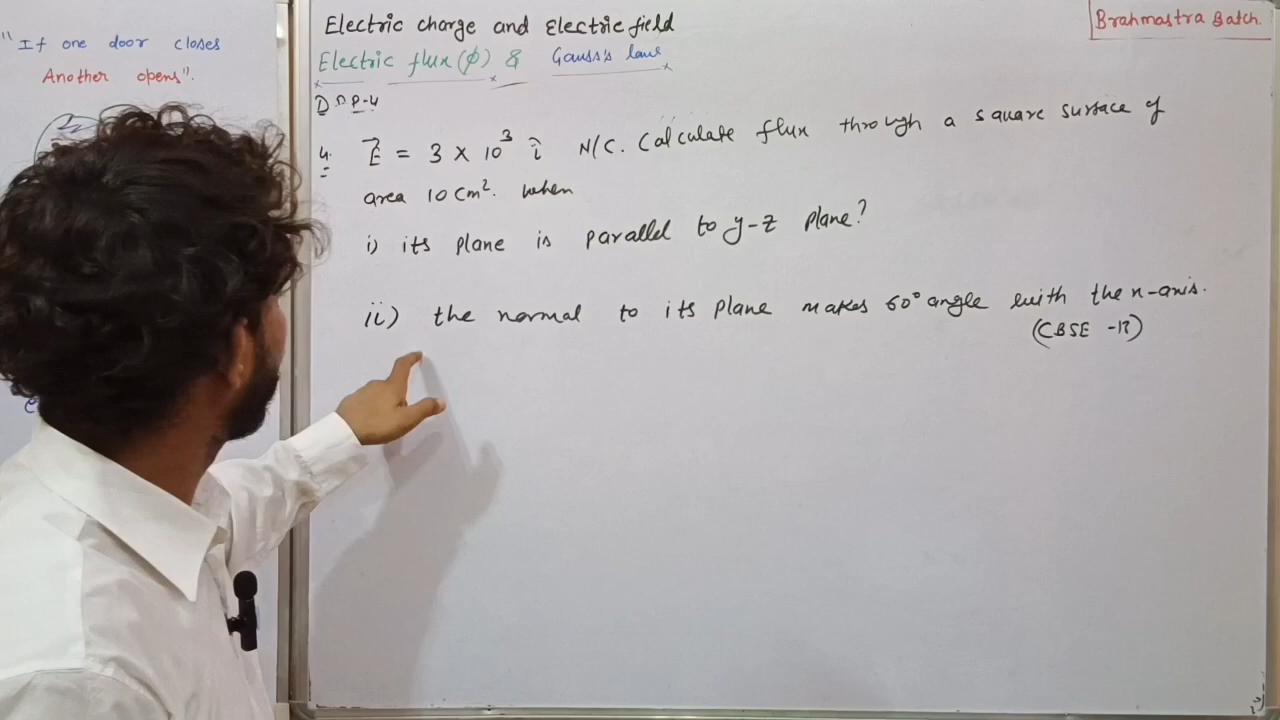 "If one door closes
Another opens".
Electric charge and Electric field
Brahmastra Batch.
Electric flux (ϕ) & Gauss's law
DPP-4
4. E⃗ = 3 × 10³ î N/C. Calculate flux through a square surface of
area 10 cm². when
i) its plane is parallel to y-z plane?
ii) the normal to its plane makes 60° angle with the x-axis.
(CBSE -13)